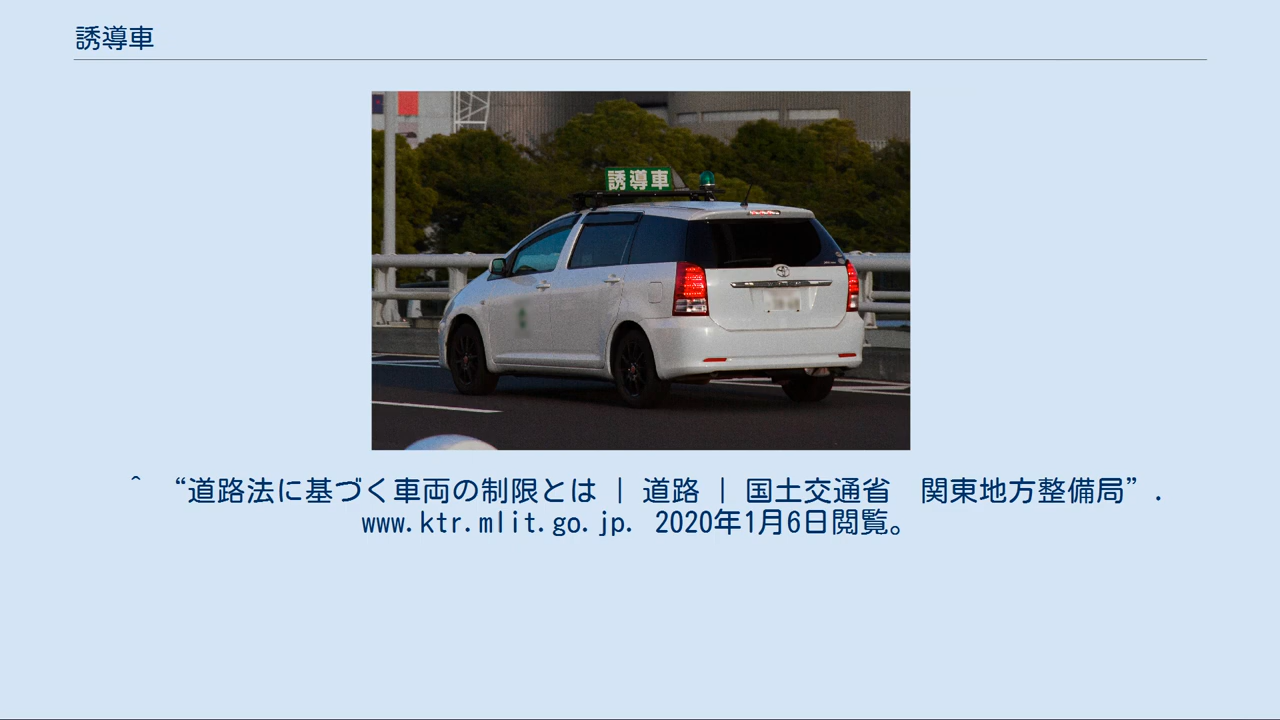 誘導車
誘導車
^ “道路法に基づく車両の制限とは | 道路 | 国土交通省　関東地方整備局”.
www.ktr.mlit.go.jp. 2020年1月6日閲覧。